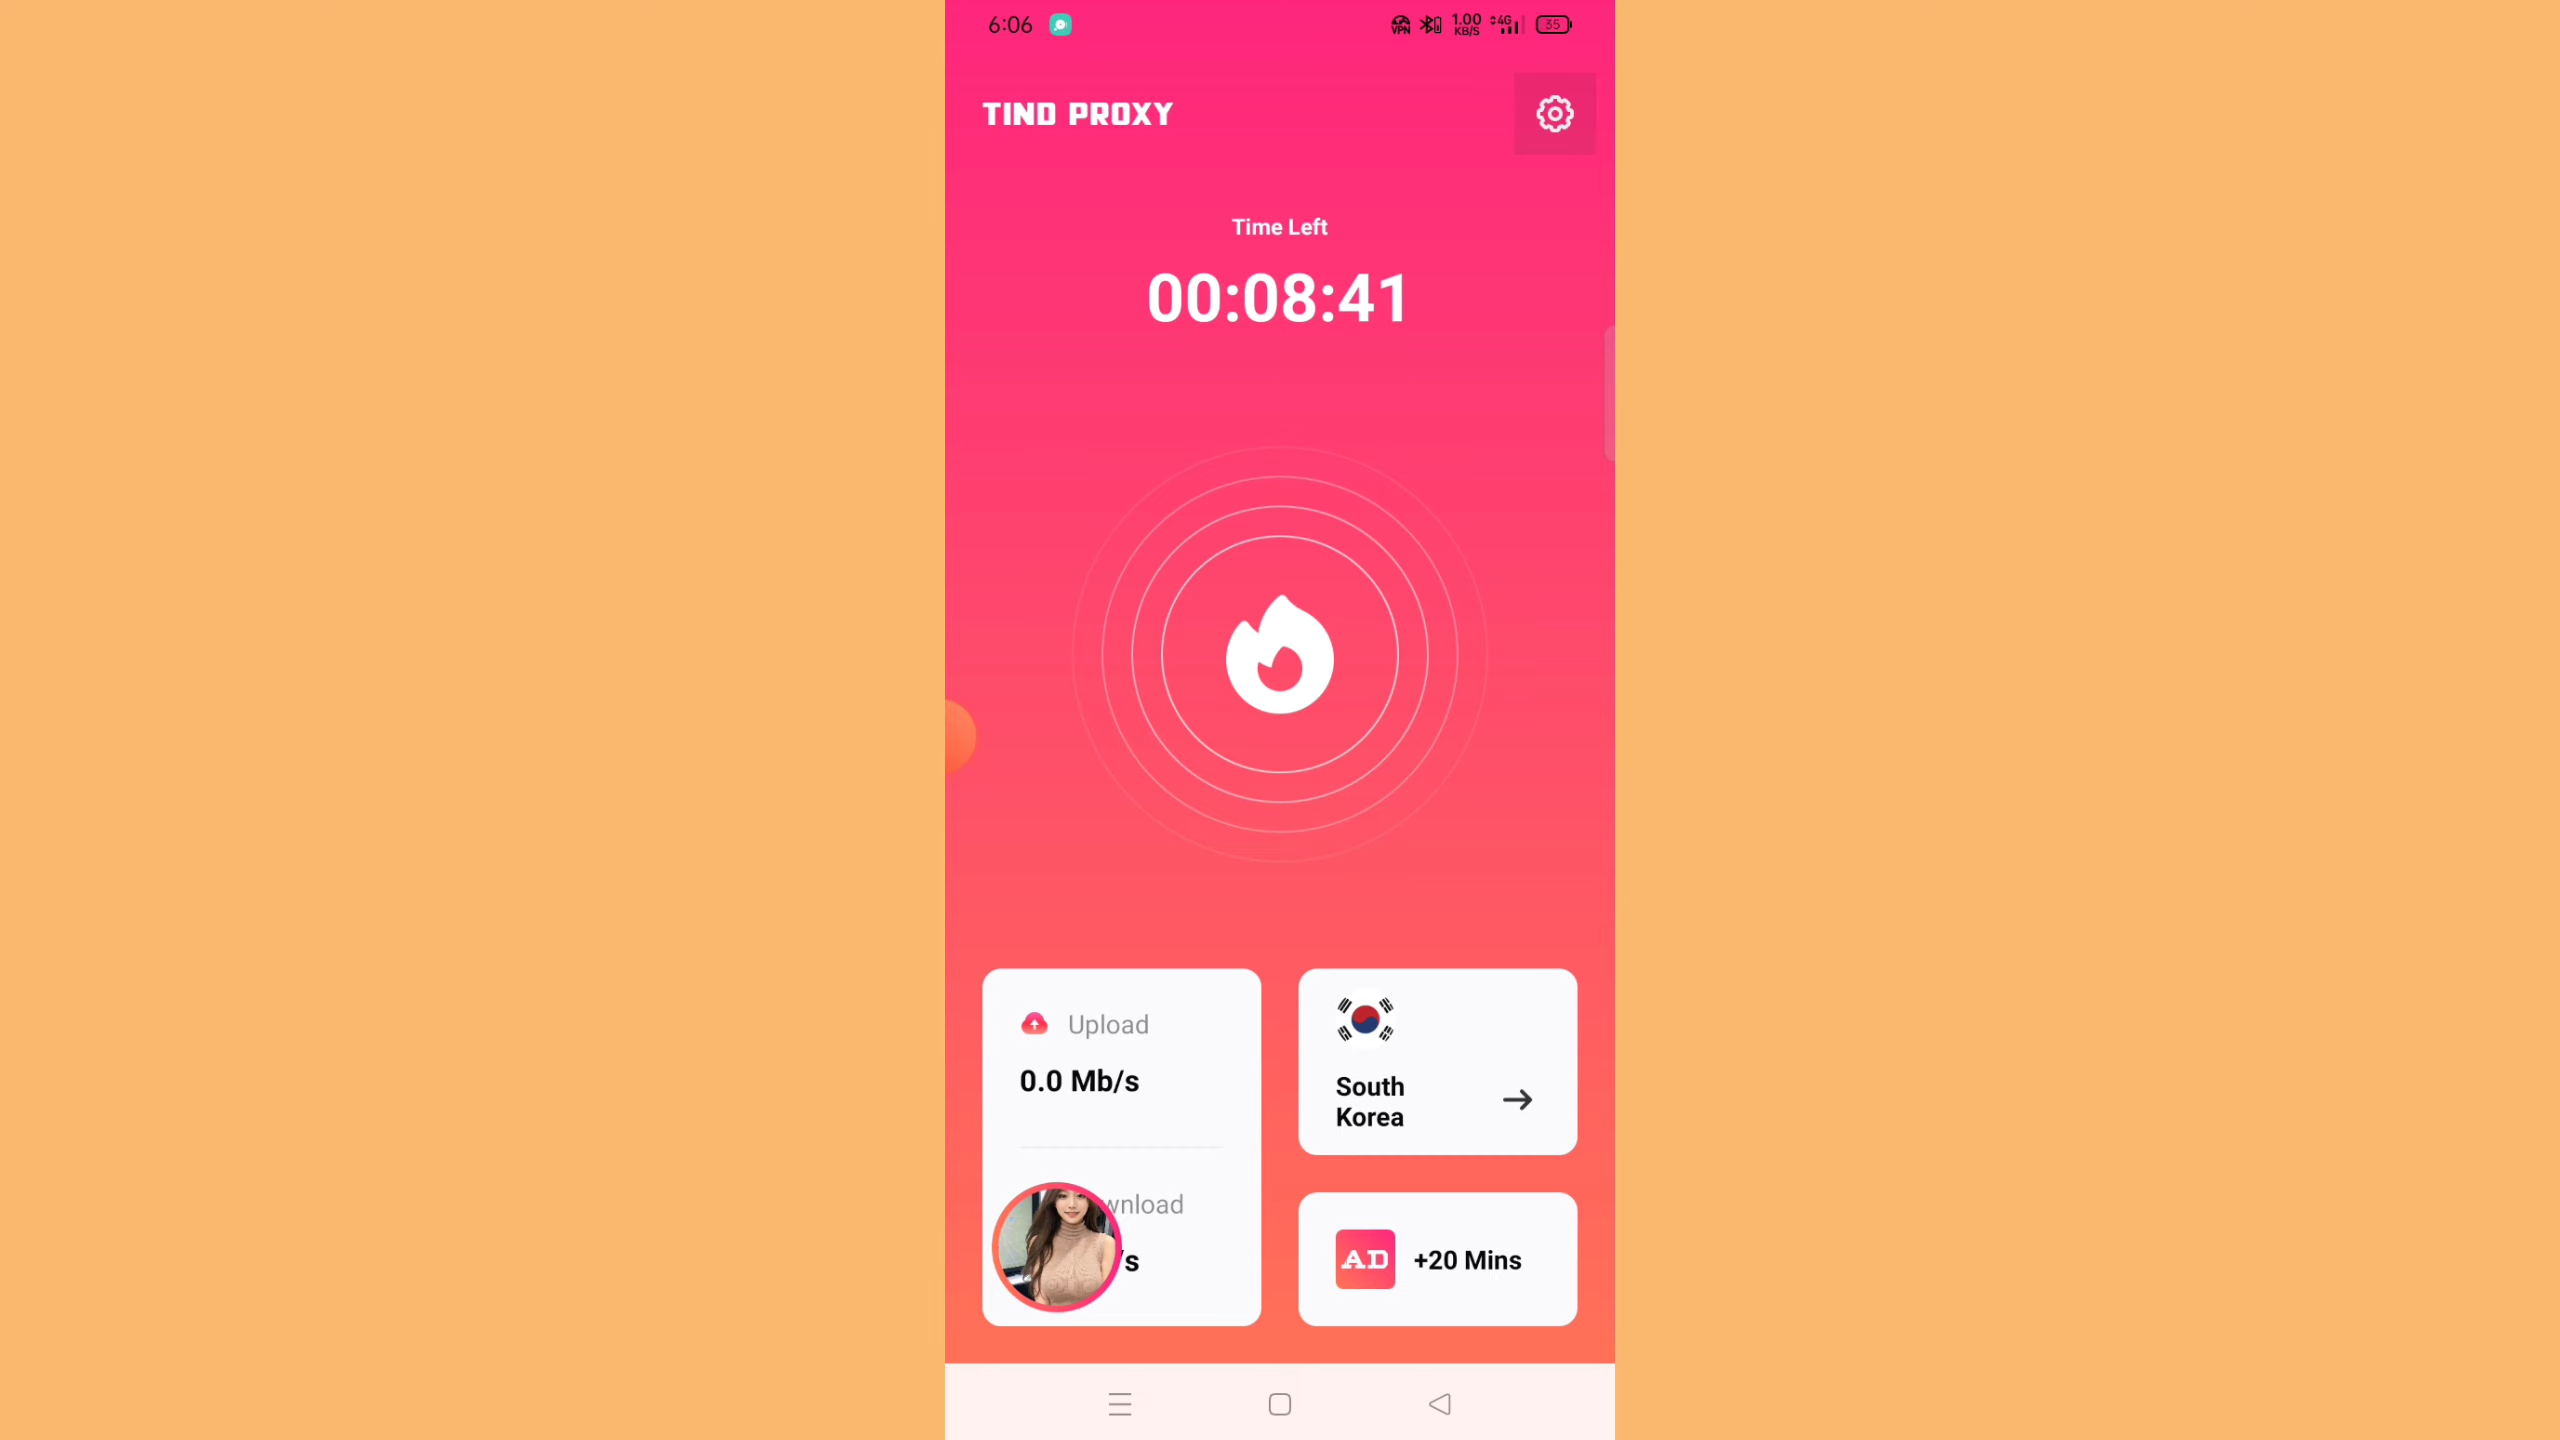 6:06
VPN
1.00
KB/S
4G
35
TIND PROXY
Time Left
00:08:41
Upload
0.0 Mb/s
wnload
/s
South
Korea
AD
+20 Mins